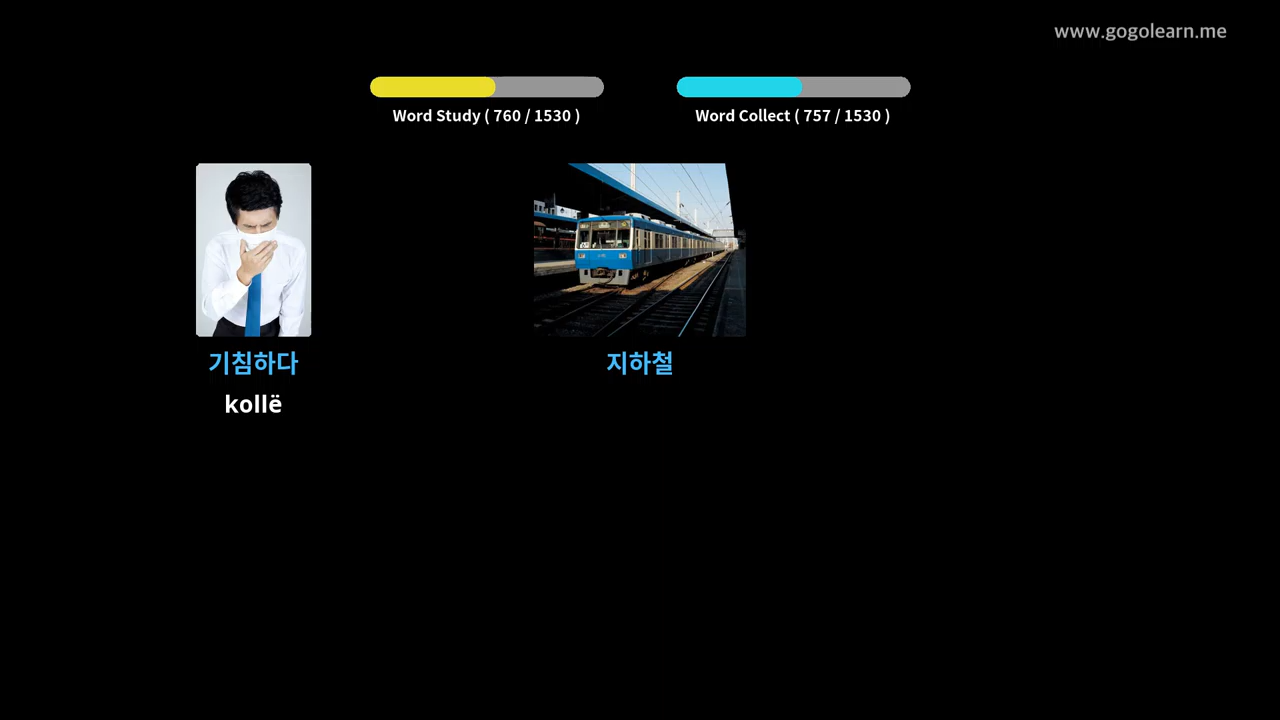 www.gogolearn.me
Word Study ( 760 / 1530 )
Word Collect ( 757 / 1530 )
기침하다
지하철
kollë